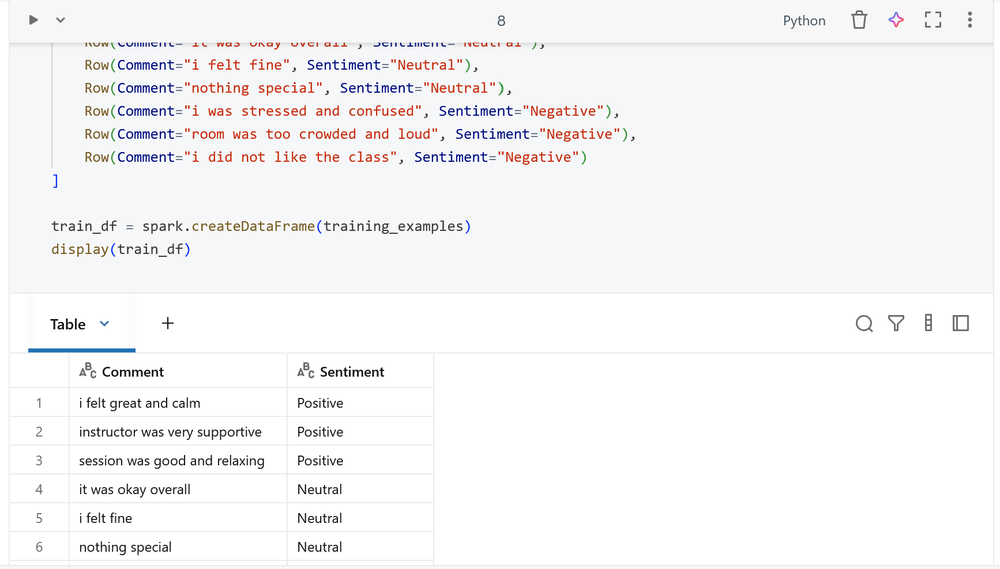 8 Python
Row(Comment="it was okay overall", Sentiment="Neutral"),
Row(Comment="i felt fine", Sentiment="Neutral"),
Row(Comment="nothing special", Sentiment="Neutral"),
Row(Comment="i was stressed and confused", Sentiment="Negative"),
Row(Comment="room was too crowded and loud", Sentiment="Negative"),
Row(Comment="i did not like the class", Sentiment="Negative")
]
train_df = spark.createDataFrame(training_examples)
display(train_df)
Table +
ABC Comment ABC Sentiment
1 i felt great and calm Positive
2 instructor was very supportive Positive
3 session was good and relaxing Positive
4 it was okay overall Neutral
5 i felt fine Neutral
6 nothing special Neutral